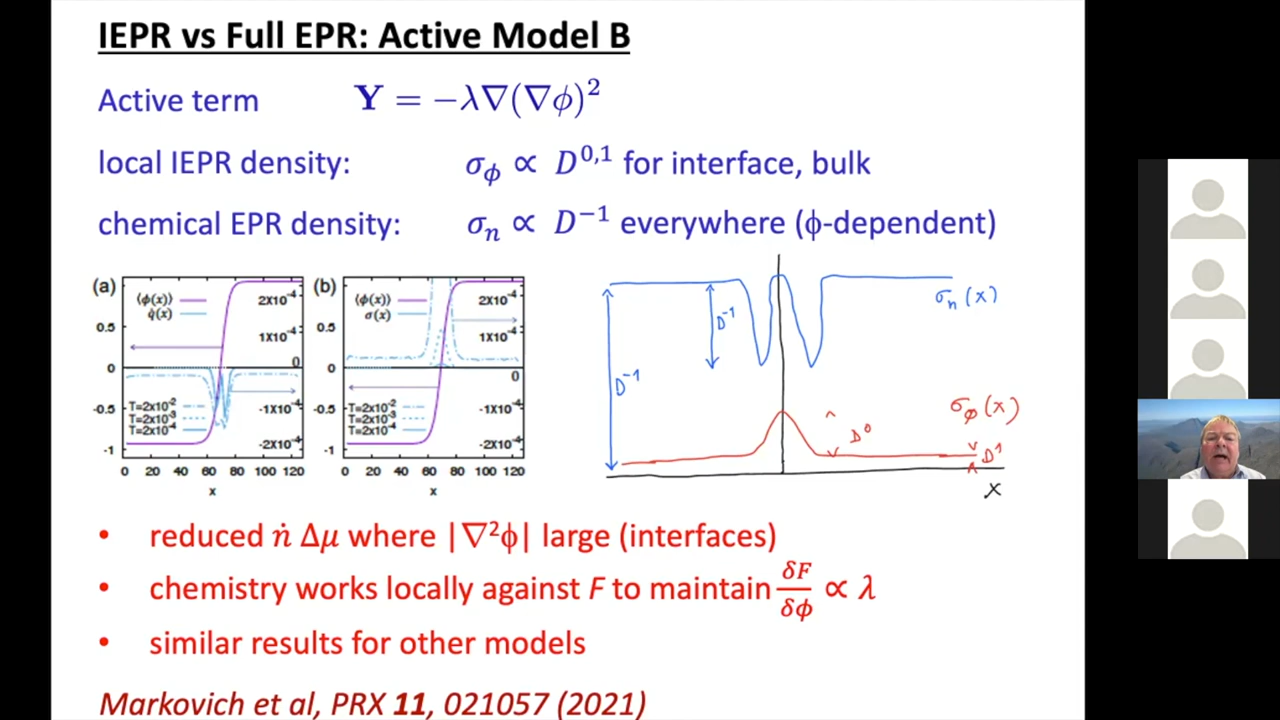 IEPR vs Full EPR: Active Model B
Active term Y = −λ∇(∇ϕ)²
local IEPR density: σ_ϕ ∝ D^{0,1} for interface, bulk
chemical EPR density: σ_n ∝ D^{−1} everywhere (ϕ-dependent)
(a)
⟨ϕ(x)⟩
q̇(x)
0.5
0
-0.5
-1
2X10^-4
1X10^-4
0
-1X10^-4
-2X10^-4
T=2x10^-2
T=2x10^-3
T=2x10^-4
0 20 40 60 80 100 120
x
(b)
⟨ϕ(x)⟩
σ(x)
0.5
0
-0.5
-1
2X10^-4
1X10^-4
0
-1X10^-4
-2X10^-4
T=2x10^-2
T=2x10^-3
T=2x10^-4
0 20 40 60 80 100 120
x
σ_n (x)
D^-1
D^-1
σ_ϕ (x)
D^0
D^1
x
• reduced ṅ Δμ where |∇²ϕ| large (interfaces)
• chemistry works locally against F to maintain δF/δϕ ∝ λ
• similar results for other models
Markovich et al, PRX 11, 021057 (2021)